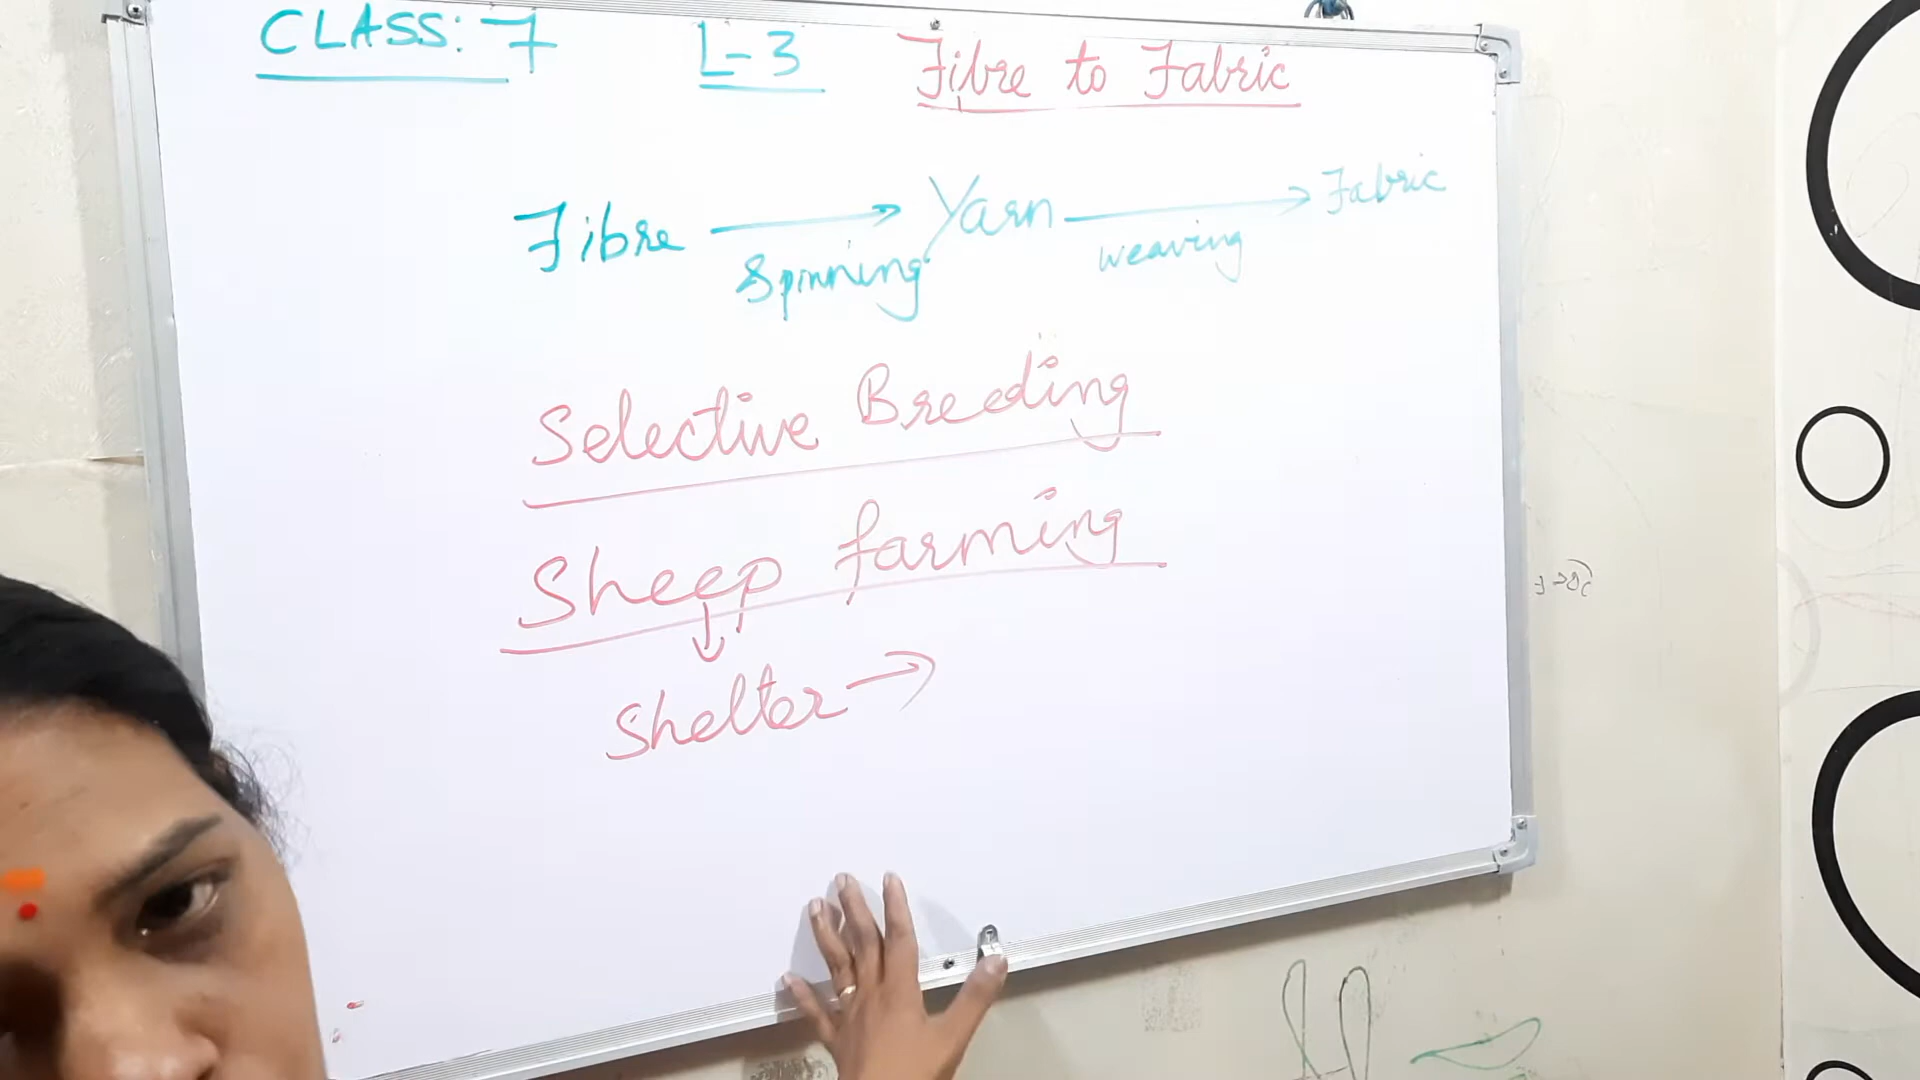 CLASS: 7 L-3 Fibre to Fabric
Fibre → Yarn → Fabric
Spinning weaving
Selective Breeding
Sheep farming
↓
Shelter →